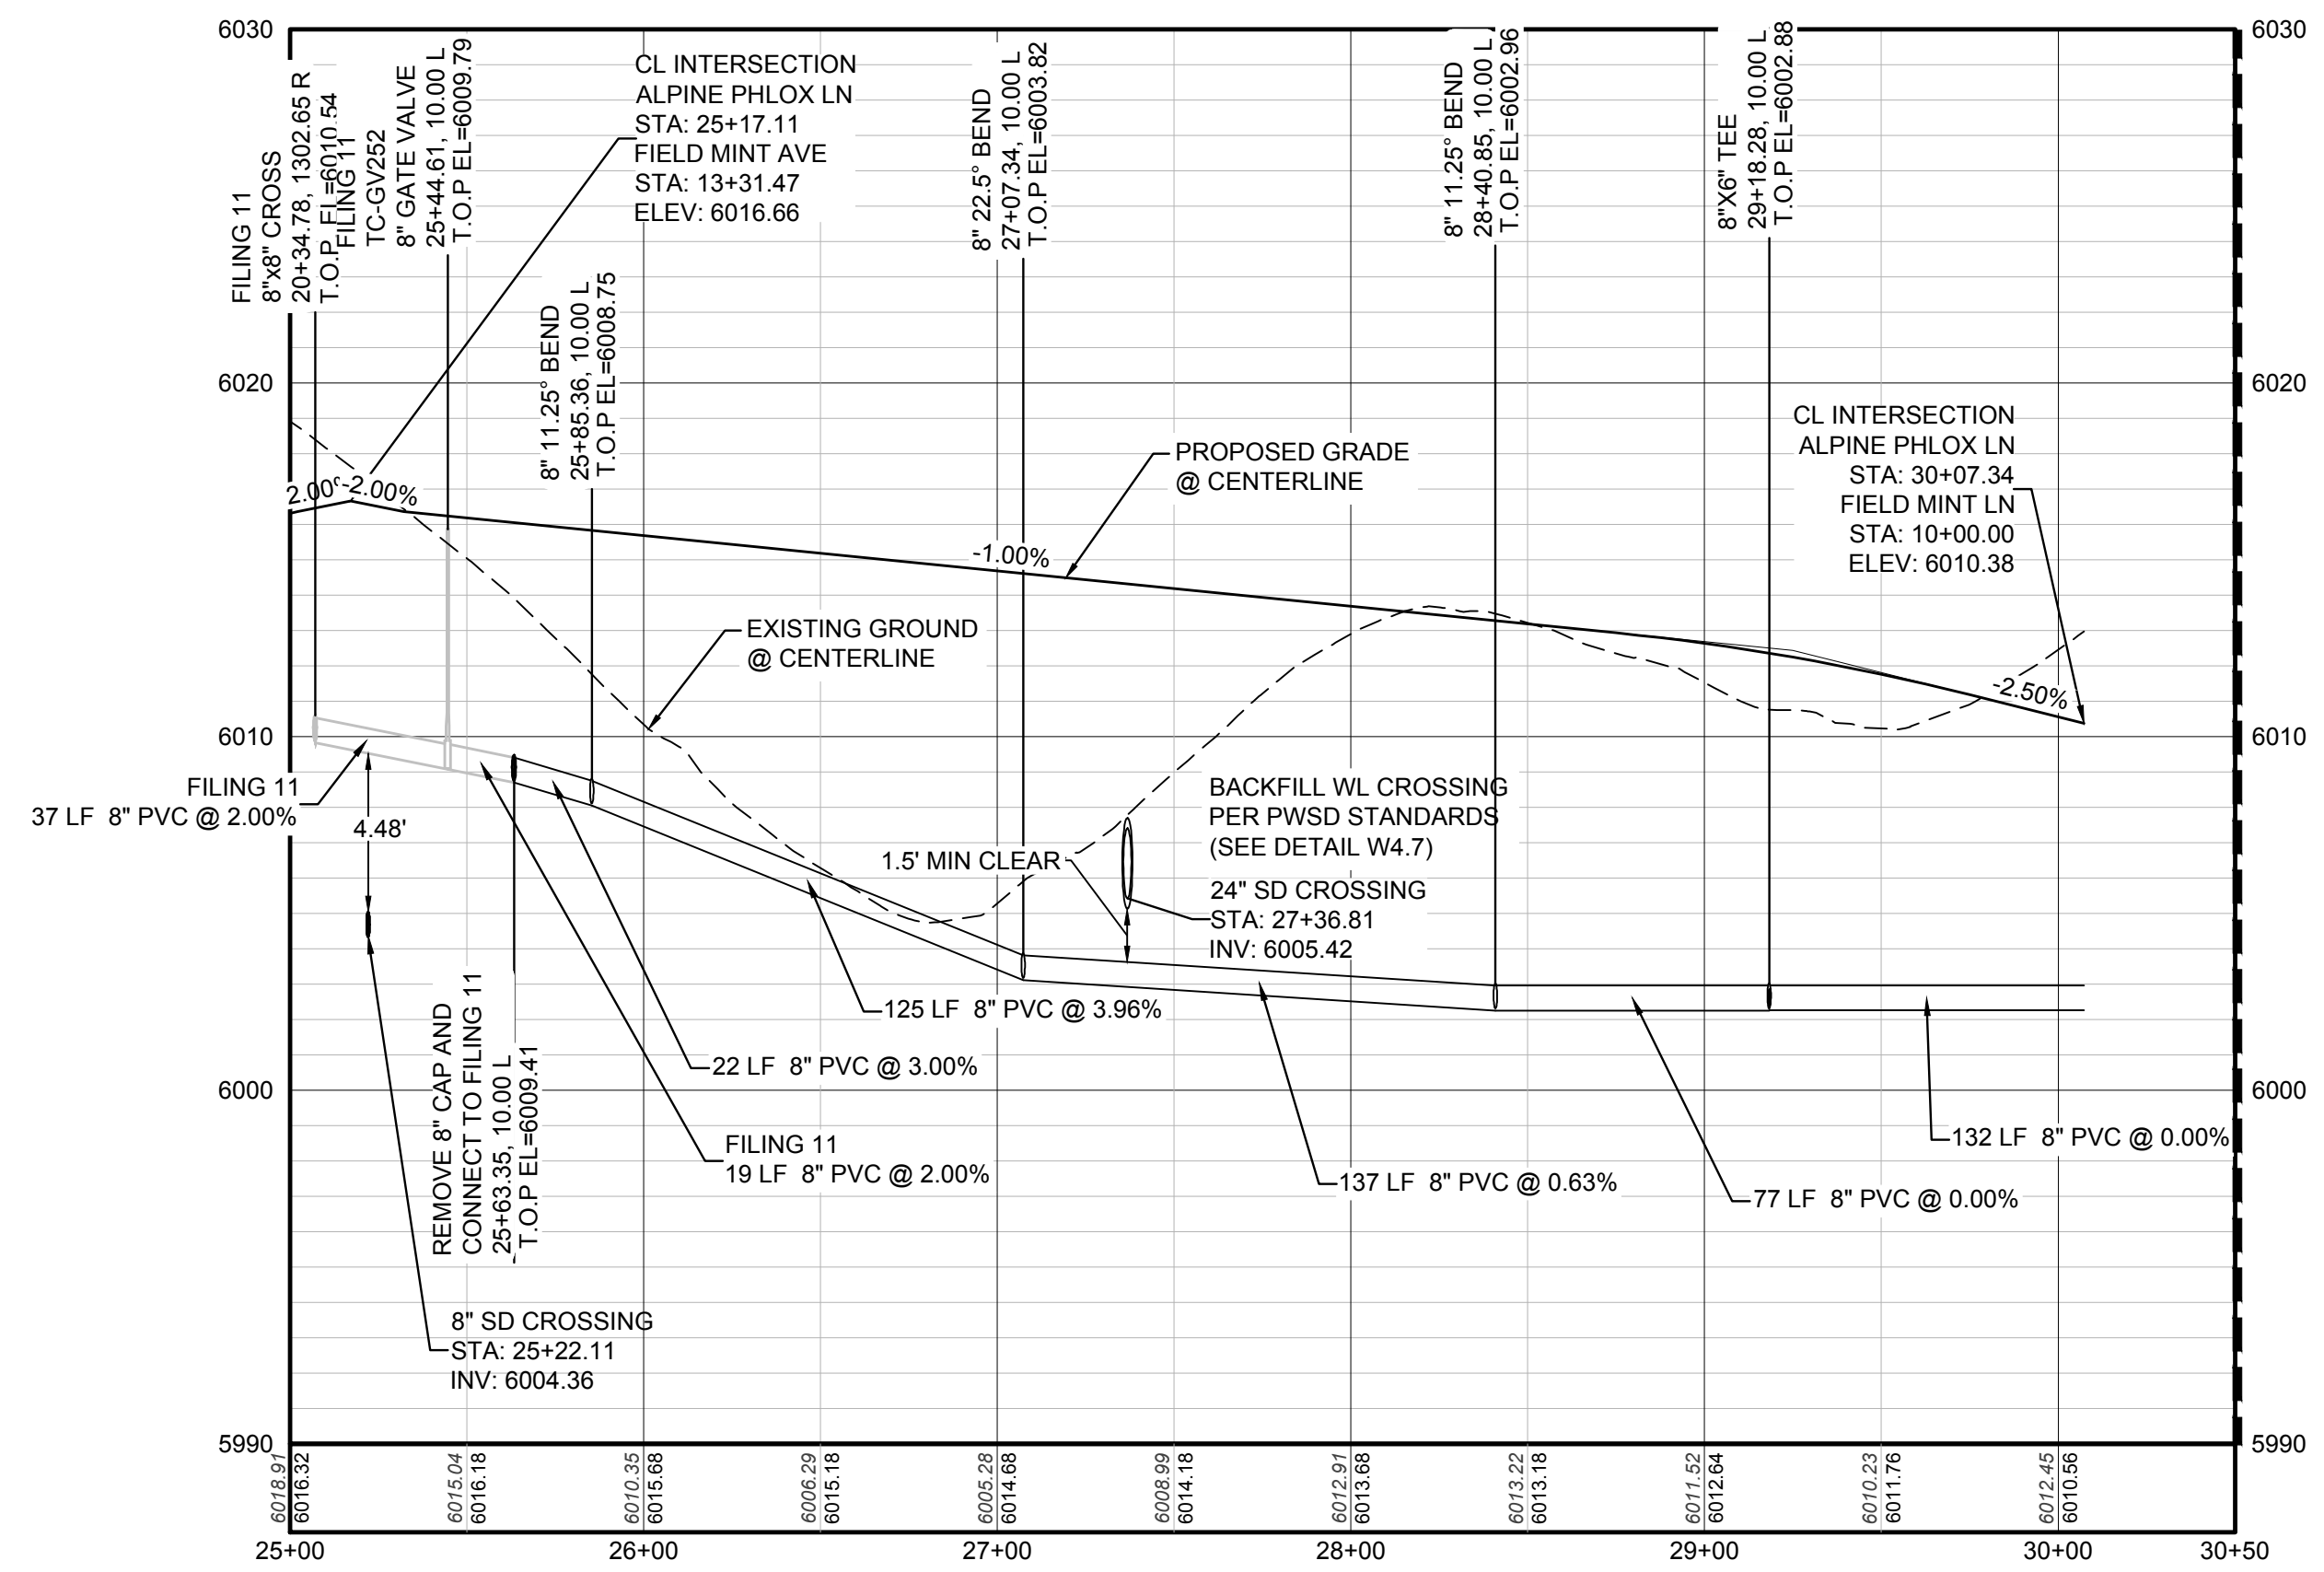 6030
6020
6010
6000
5990
6030
6020
6010
6000
5990
FILING 11
8"x8" CROSS
20+34.78, 1302.65 R
T.O.P EL=6010.54
FILING 11
TC-GV252
8" GATE VALVE
25+44.61, 10.00 L
T.O.P EL=6009.79
CL INTERSECTION
ALPINE PHLOX LN
STA: 25+17.11
FIELD MINT AVE
STA: 13+31.47
ELEV: 6016.66
8" 11.25° BEND
25+85.36, 10.00 L
T.O.P EL=6008.75
8" 22.5° BEND
27+07.34, 10.00 L
T.O.P EL=6003.82
8" 11.25° BEND
28+40.85, 10.00 L
T.O.P EL=6002.96
8"X6" TEE
29+18.28, 10.00 L
T.O.P EL=6002.88
CL INTERSECTION
ALPINE PHLOX LN
STA: 30+07.34
FIELD MINT LN
STA: 10+00.00
ELEV: 6010.38
PROPOSED GRADE
@ CENTERLINE
2.00%
-2.00%
-1.00%
-2.50%
EXISTING GROUND
@ CENTERLINE
FILING 11
37 LF 8" PVC @ 2.00%
4.48'
1.5' MIN CLEAR
BACKFILL WL CROSSING
PER PWSD STANDARDS
(SEE DETAIL W4.7)
24" SD CROSSING
STA: 27+36.81
INV: 6005.42
REMOVE 8" CAP AND
CONNECT TO FILING 11
25+63.35, 10.00 L
T.O.P EL=6009.41
125 LF 8" PVC @ 3.96%
22 LF 8" PVC @ 3.00%
FILING 11
19 LF 8" PVC @ 2.00%
137 LF 8" PVC @ 0.63%
77 LF 8" PVC @ 0.00%
132 LF 8" PVC @ 0.00%
8" SD CROSSING
STA: 25+22.11
INV: 6004.36
6018.91
6016.32
6015.04
6016.18
6010.35
6015.68
6006.29
6015.18
6005.28
6014.68
6008.99
6014.18
6012.91
6013.68
6013.22
6013.18
6011.52
6012.64
6010.23
6011.76
6012.45
6010.56
25+00
26+00
27+00
28+00
29+00
30+00
30+50